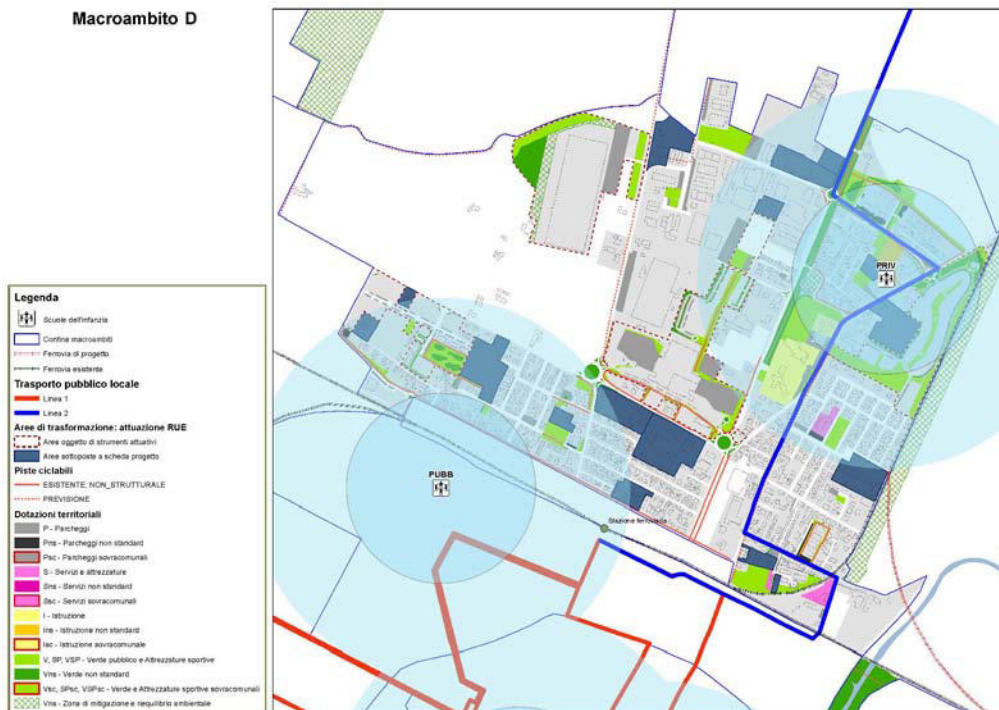 Macroambito D
Legenda
Scuole dell'infanzia
Confine macroambiti
Ferrovia di progetto
Ferrovia esistente
Trasporto pubblico locale
Linea 1
Linea 2
Aree di trasformazione: attuazione RUE
Aree oggetto di strumenti attuativi
Aree sottoposte a scheda progetto
Piste ciclabili
ESISTENTE; NON_STRUTTURALE
PREVISIONE
Dotazioni territoriali
P - Parcheggi
Pns - Parcheggi non standard
Psc - Parcheggi sovracomunali
S - Servizi e attrezzature
Sns - Servizi non standard
Ssc - Servizi sovracomunali
I - Istruzione
Ins - Istruzione non standard
Isc - Istruzione sovracomunale
V, SP, VSP - Verde pubblico e Attrezzature sportive
Vns - Verde non standard
Vsc, SPsc, VSPsc - Verde e Attrezzature sportive sovracomunali
Vns - Zona di mitigazione e riequilibrio ambientale
PRIV
PUBB
Stazione ferroviaria